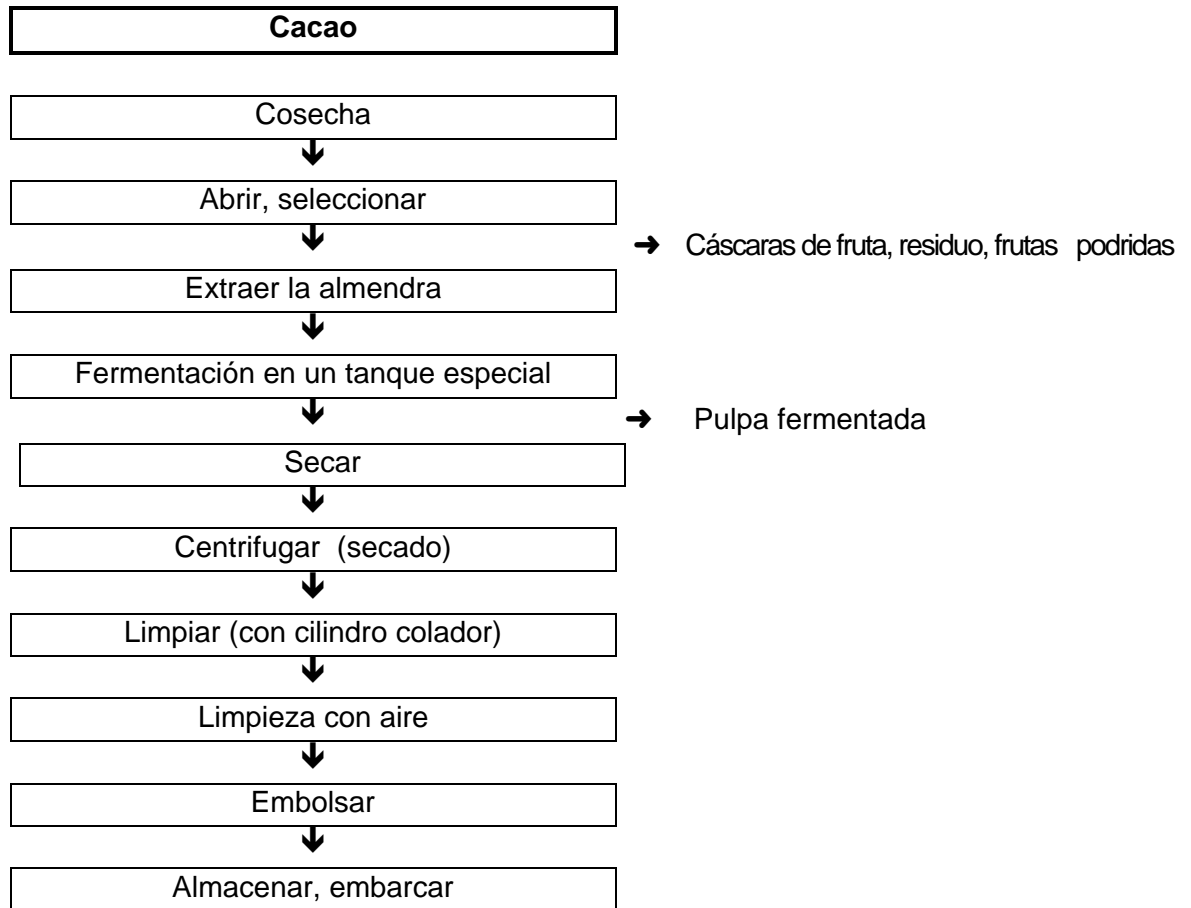 Cacao
Cosecha
Abrir, seleccionar
Cáscaras de fruta, residuo, frutas podridas
Extraer la almendra
Fermentación en un tanque especial
Pulpa fermentada
Secar
Centrifugar (secado)
Limpiar (con cilindro colador)
Limpieza con aire
Embolsar
Almacenar, embarcar